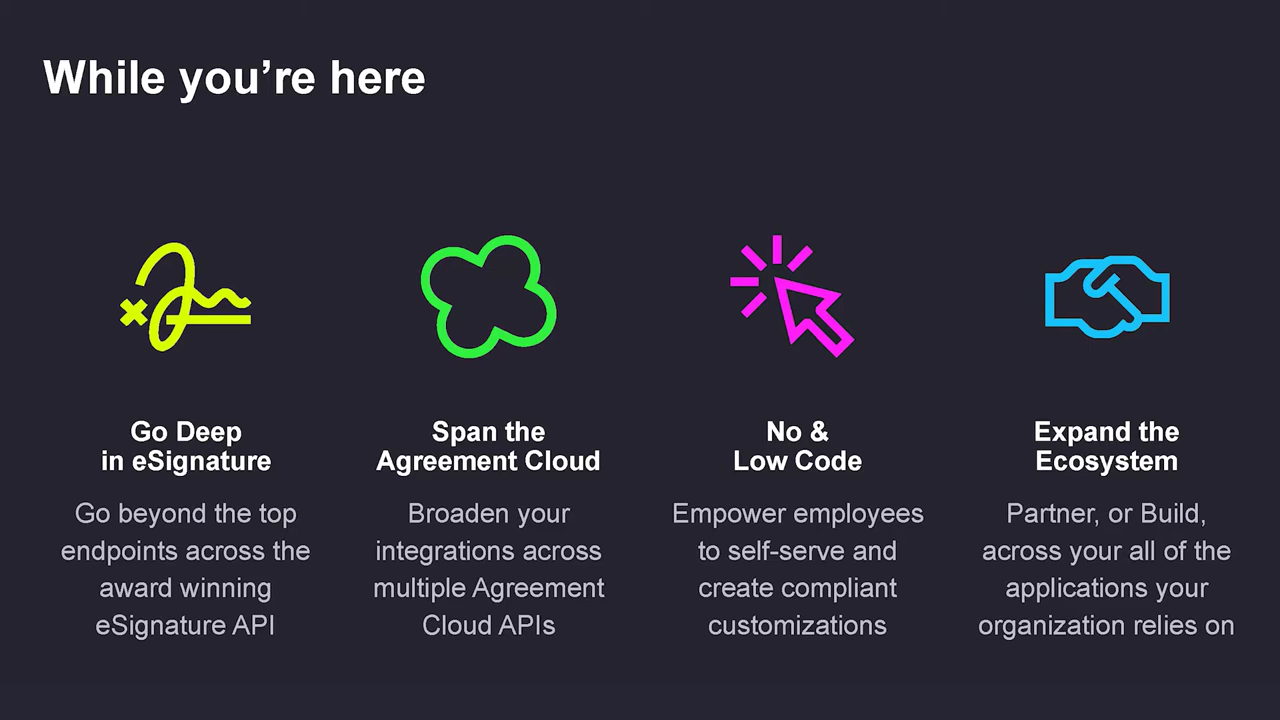 While you’re here
Go Deep
in eSignature
Go beyond the top
endpoints across the
award winning
eSignature API
Span the
Agreement Cloud
Broaden your
integrations across
multiple Agreement
Cloud APIs
No &
Low Code
Empower employees
to self-serve and
create compliant
customizations
Expand the
Ecosystem
Partner, or Build,
across your all of the
applications your
organization relies on